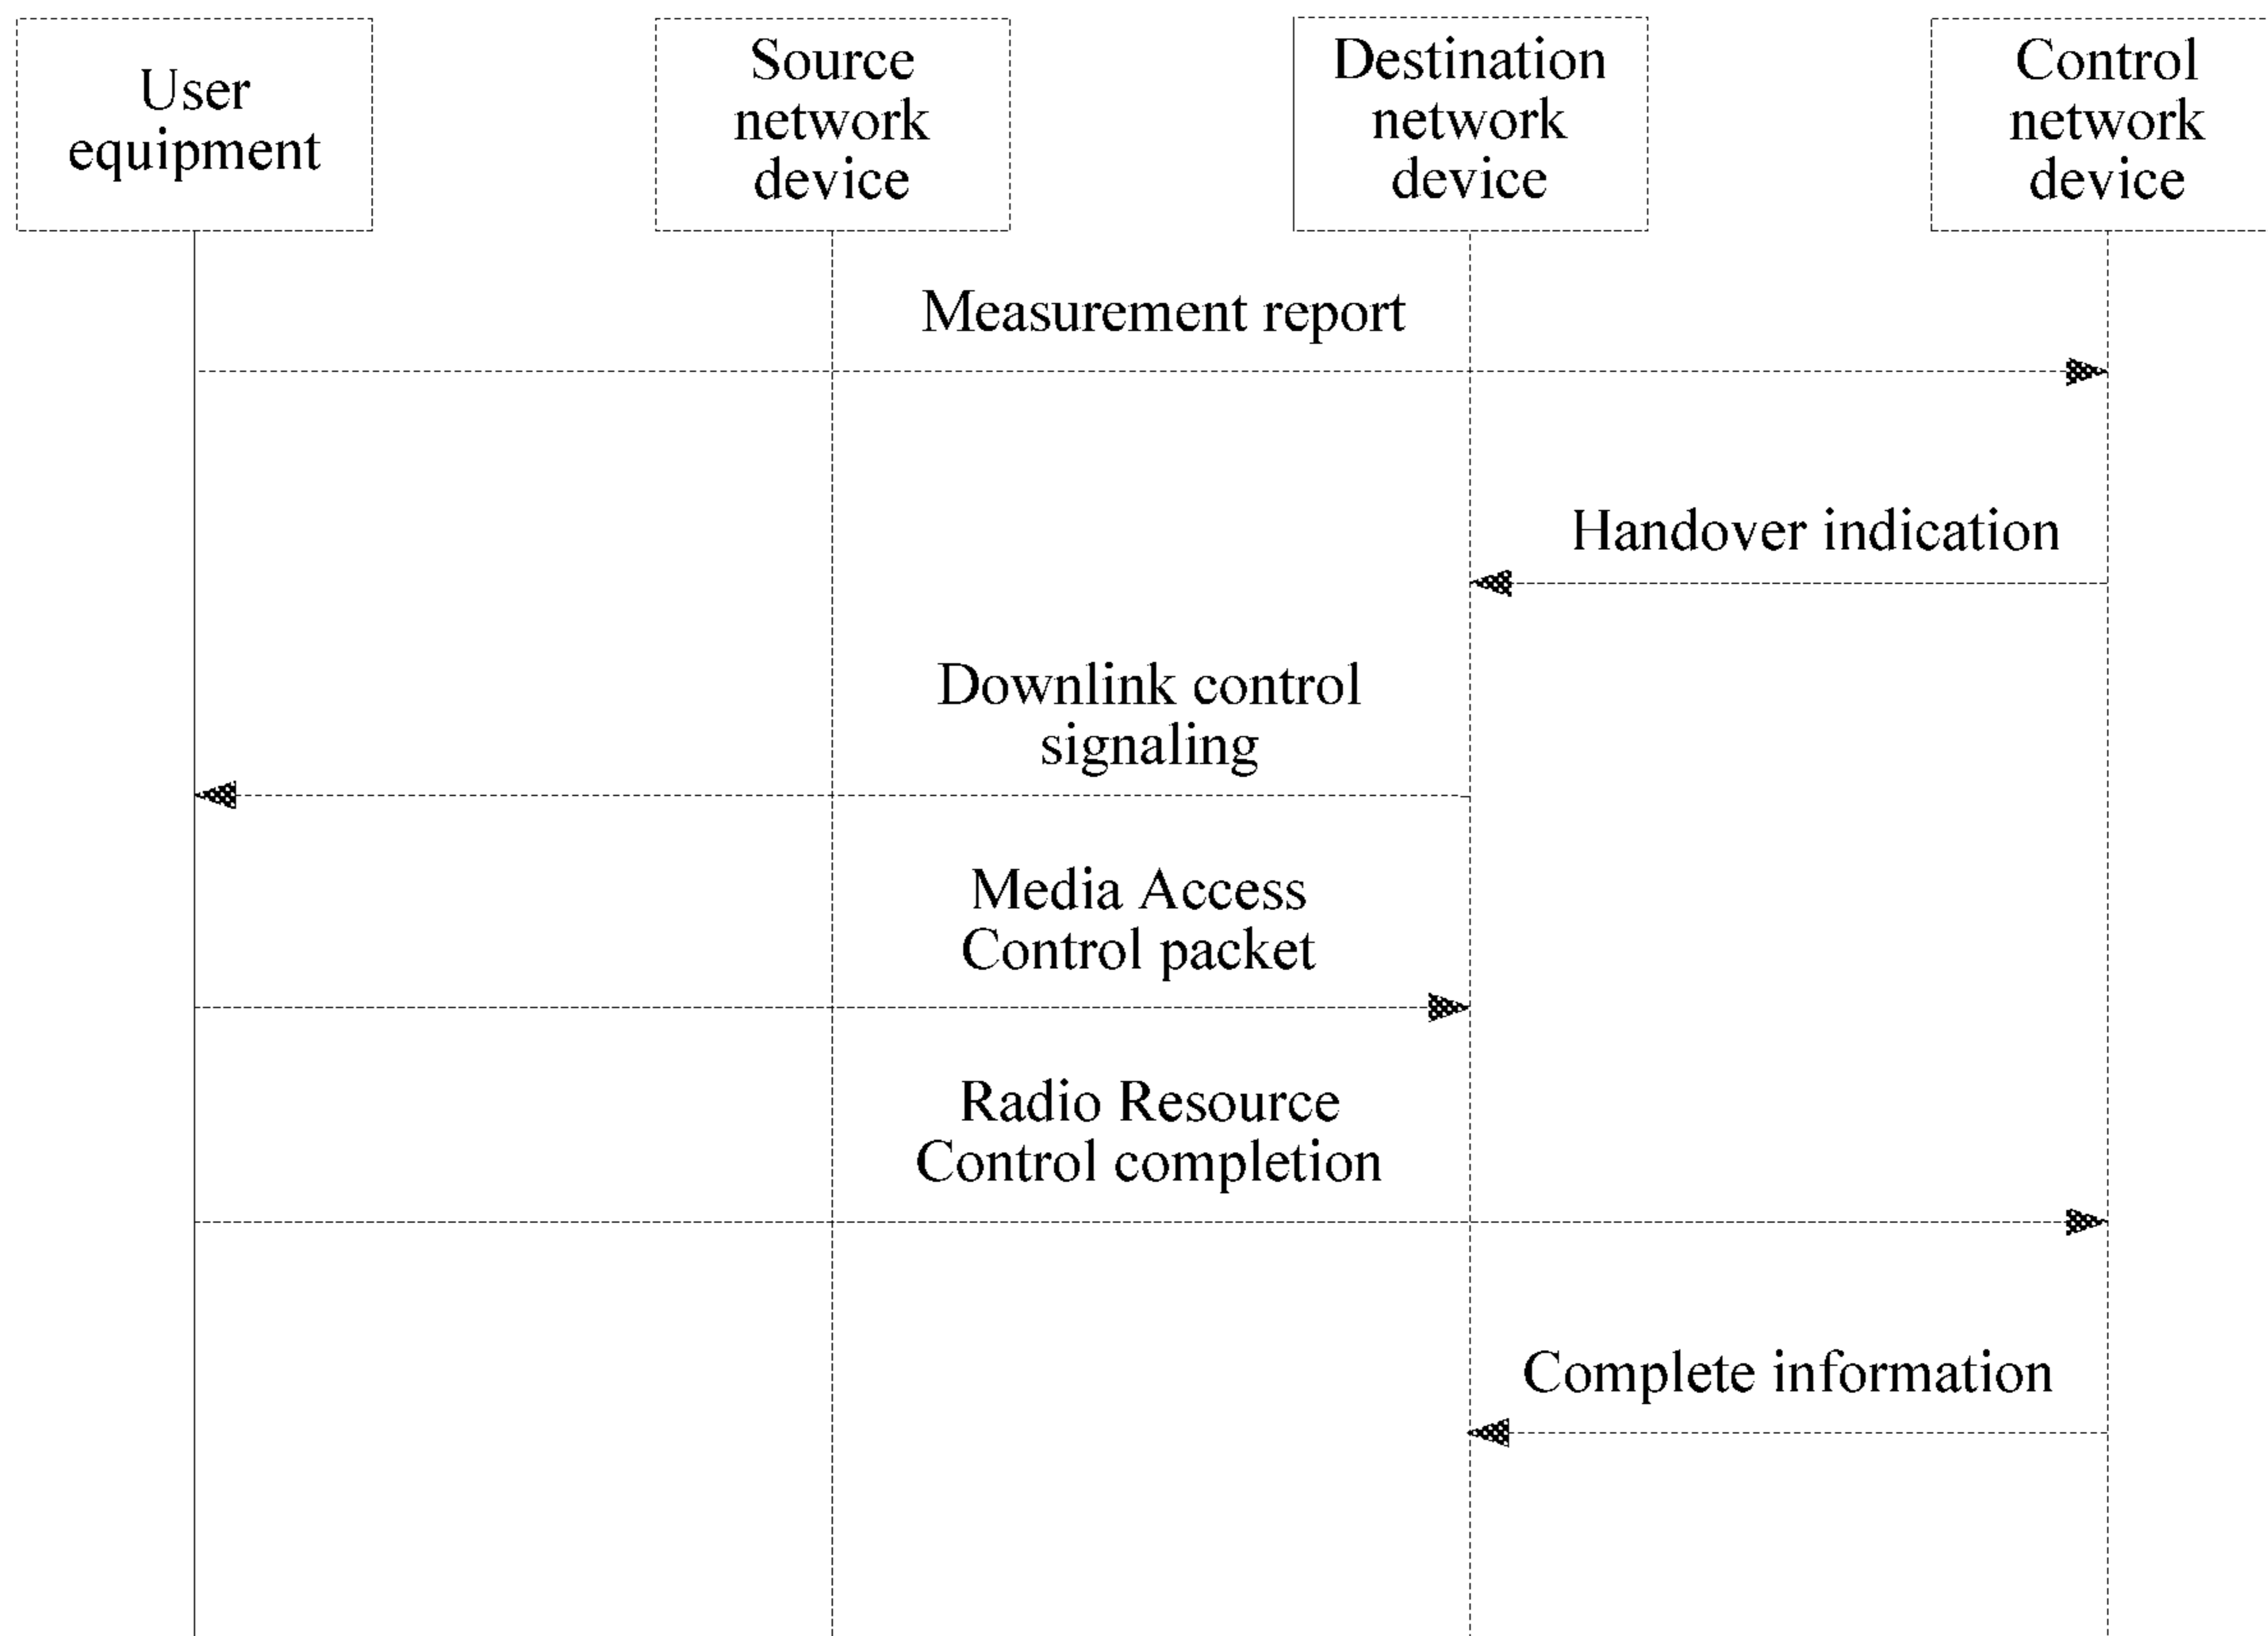 User
equipment
Source
network
device
Destination
network
device
Control
network
device
Measurement report
Handover indication
Downlink control
signaling
Media Access
Control packet
Radio Resource
Control completion
Complete information